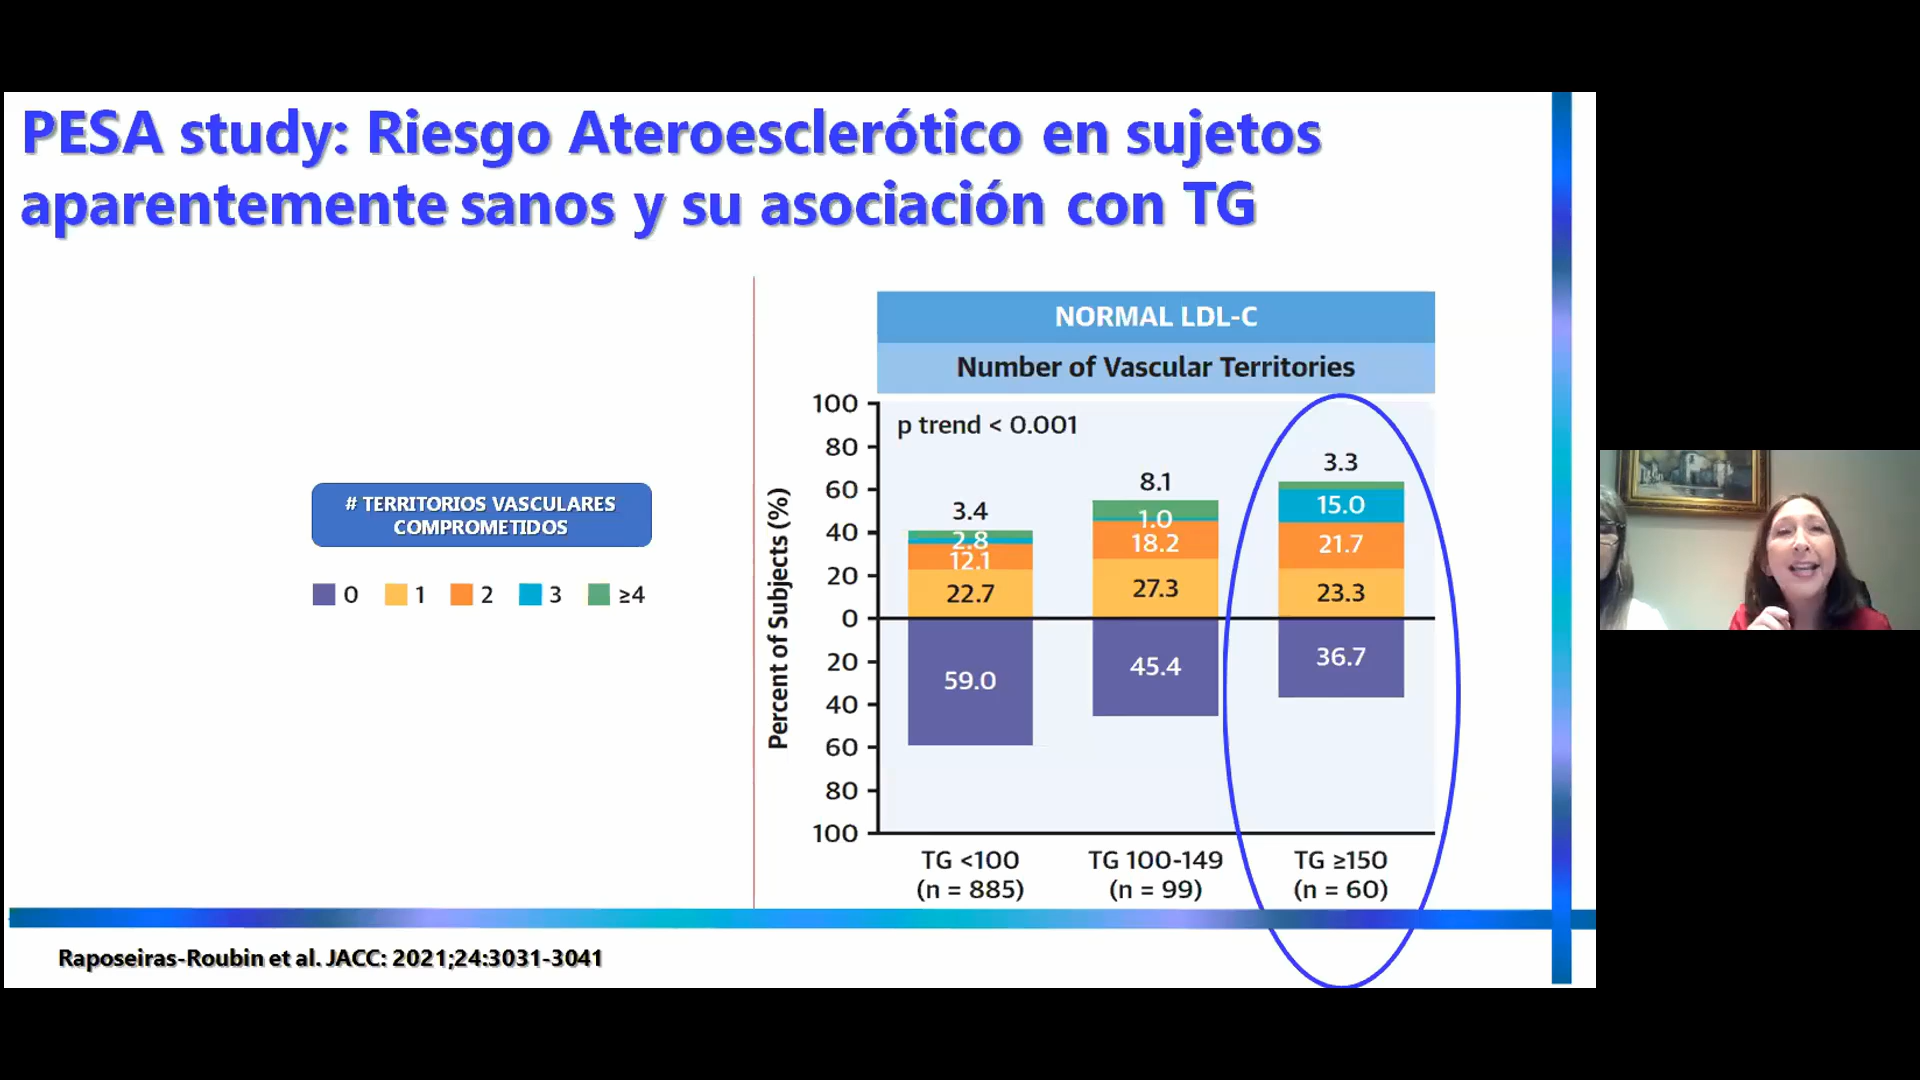 PESA study: Riesgo Ateroesclerótico en sujetos
aparentemente sanos y su asociación con TG
# TERRITORIOS VASCULARES
COMPROMETIDOS
0 1 2 3 ≥4
NORMAL LDL-C
Number of Vascular Territories
p trend < 0.001
Percent of Subjects (%)
100
80
60
40
20
0
20
40
60
80
100
3.4
2.8
12.1
22.7
59.0
8.1
1.0
18.2
27.3
45.4
3.3
15.0
21.7
23.3
36.7
TG <100
(n = 885)
TG 100-149
(n = 99)
TG ≥150
(n = 60)
Raposeiras-Roubin et al. JACC: 2021;24:3031-3041